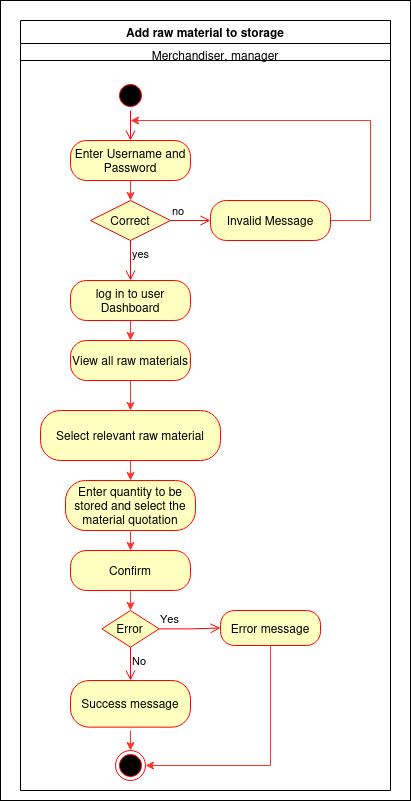 Add raw material to storage
Merchandiser, manager
Enter Username and
Password
Correct
no
Invalid Message
yes
log in to user
Dashboard
View all raw materials
Select relevant raw material
Enter quantity to be
stored and select the
material quotation
Confirm
Error
Yes
Error message
No
Success message